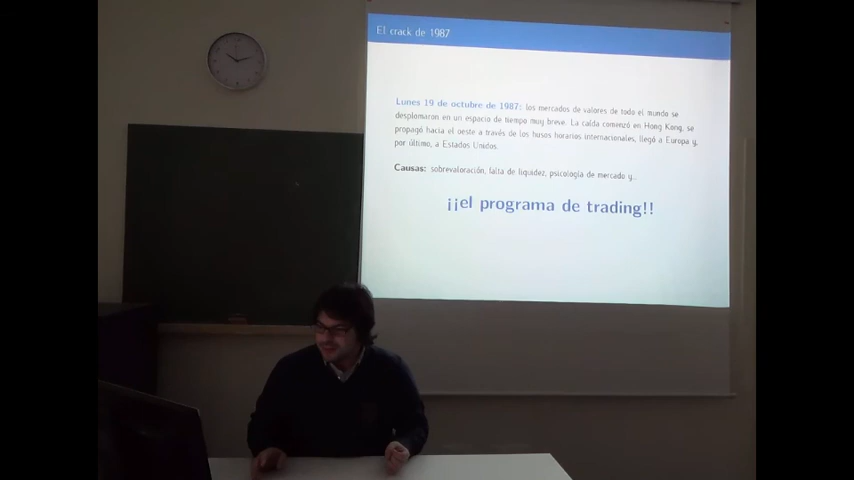 El crack de 1987
Lunes 19 de octubre de 1987: los mercados de valores de todo el mundo se
desplomaron en un espacio de tiempo muy breve. La caída comenzó en Hong Kong, se
propagó hacia el oeste a través de los husos horarios internacionales, llegó a Europa y,
por último, a Estados Unidos.
Causas: sobrevaloración, falta de liquidez, psicología de mercado y...
¡¡el programa de trading!!